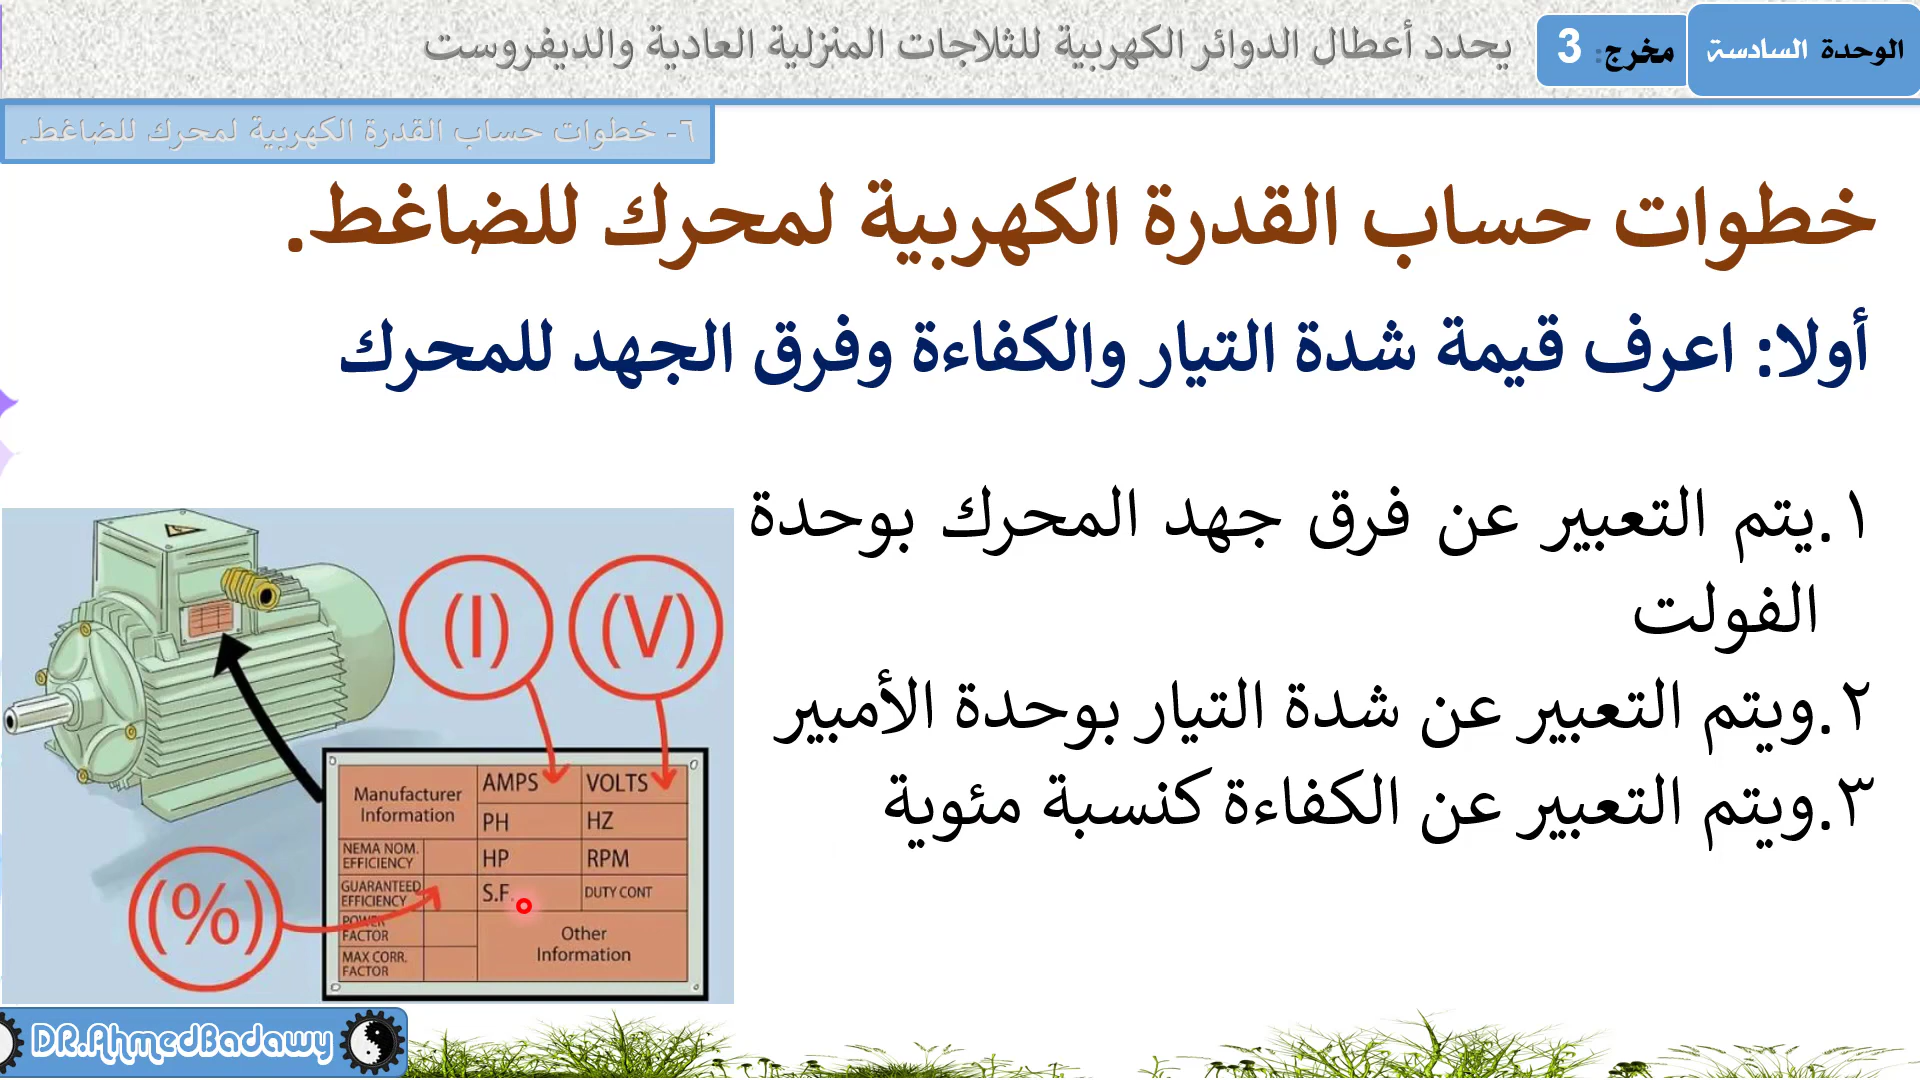 الوحدة السادسة
مخرج: 3
يحدد أعطال الدوائر الكهربية للثلاجات المنزلية العادية والديفروست
٦- خطوات حساب القدرة الكهربية لمحرك للضاغط.
خطوات حساب القدرة الكهربية لمحرك للضاغط.
أولا: اعرف قيمة شدة التيار والكفاءة وفرق الجهد للمحرك
١.يتم التعبير عن فرق جهد المحرك بوحدة
الفولت
٢.ويتم التعبير عن شدة التيار بوحدة الأمبير
٣.ويتم التعبير عن الكفاءة كنسبة مئوية
(I)
(V)
(%)
Manufacturer
Information
AMPS
VOLTS
PH
HZ
NEMA NOM.
EFFICIENCY
HP
RPM
GUARANTEED
EFFICIENCY
S.F.
DUTY CONT
POWER
FACTOR
Other
Information
MAX CORR.
FACTOR
DR.AhmedBadawy